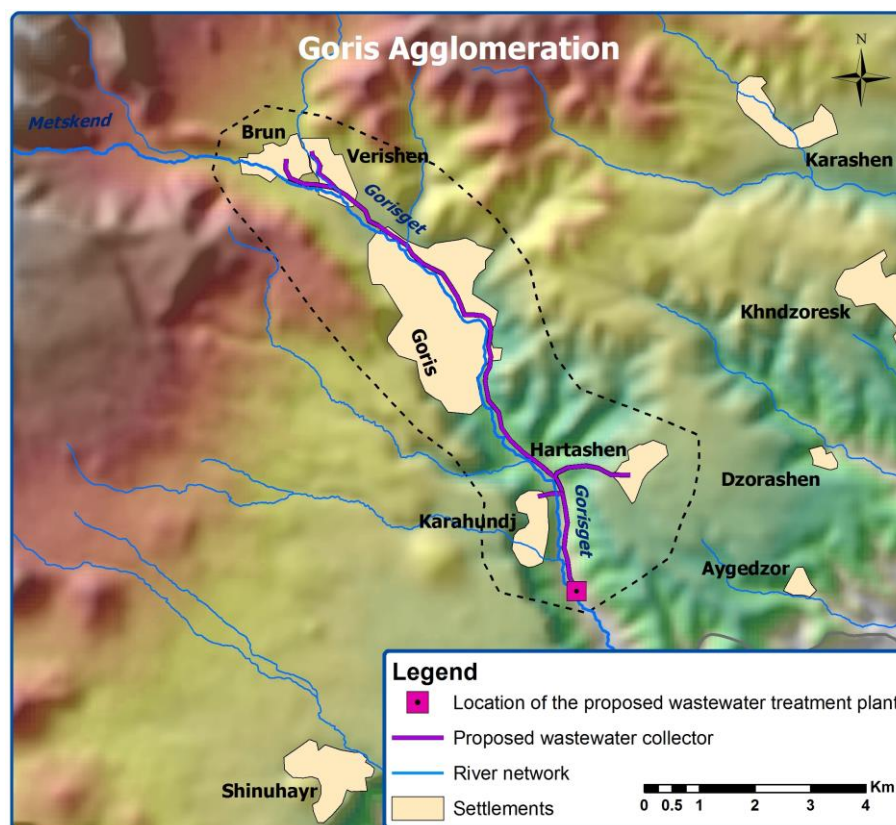 Goris Agglomeration
N
Metskend
Brun
Verishen
Karashen
Gorisget
Khndzoresk
Goris
Hartashen
Dzorashen
Gorisget
Karahundj
Aygedzor
Legend
Location of the proposed wastewater treatment plant
Proposed wastewater collector
River network
Settlements
Km
0 0.5 1 2 3 4
Shinuhayr